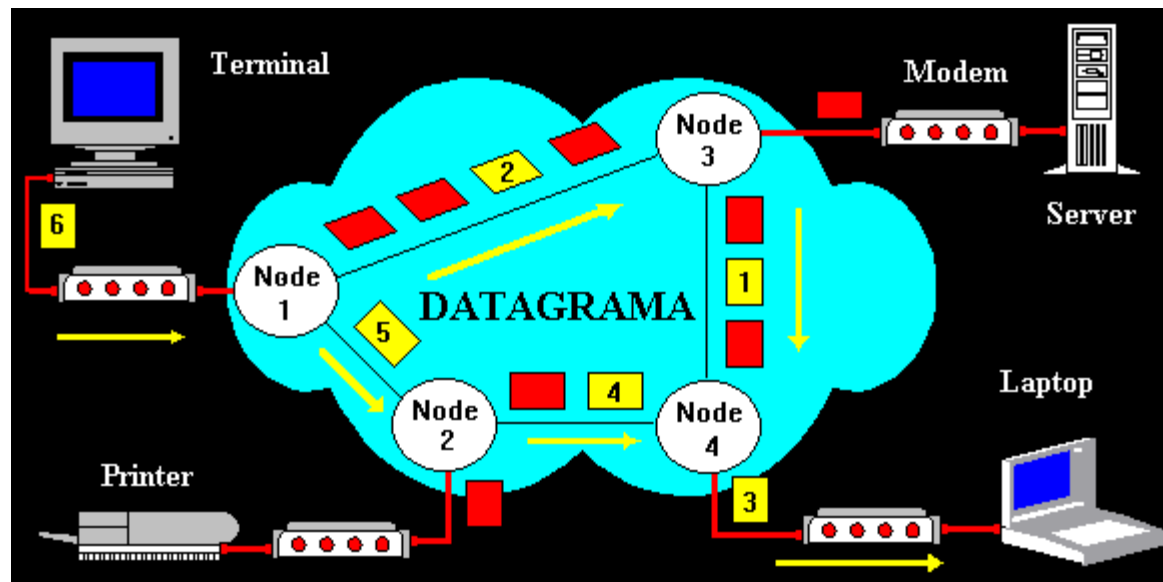 Terminal
Modem
Node
3
2
6
Server
Node
1
1
DATAGRAMA
5
4
Laptop
Node
2
Node
4
Printer
3